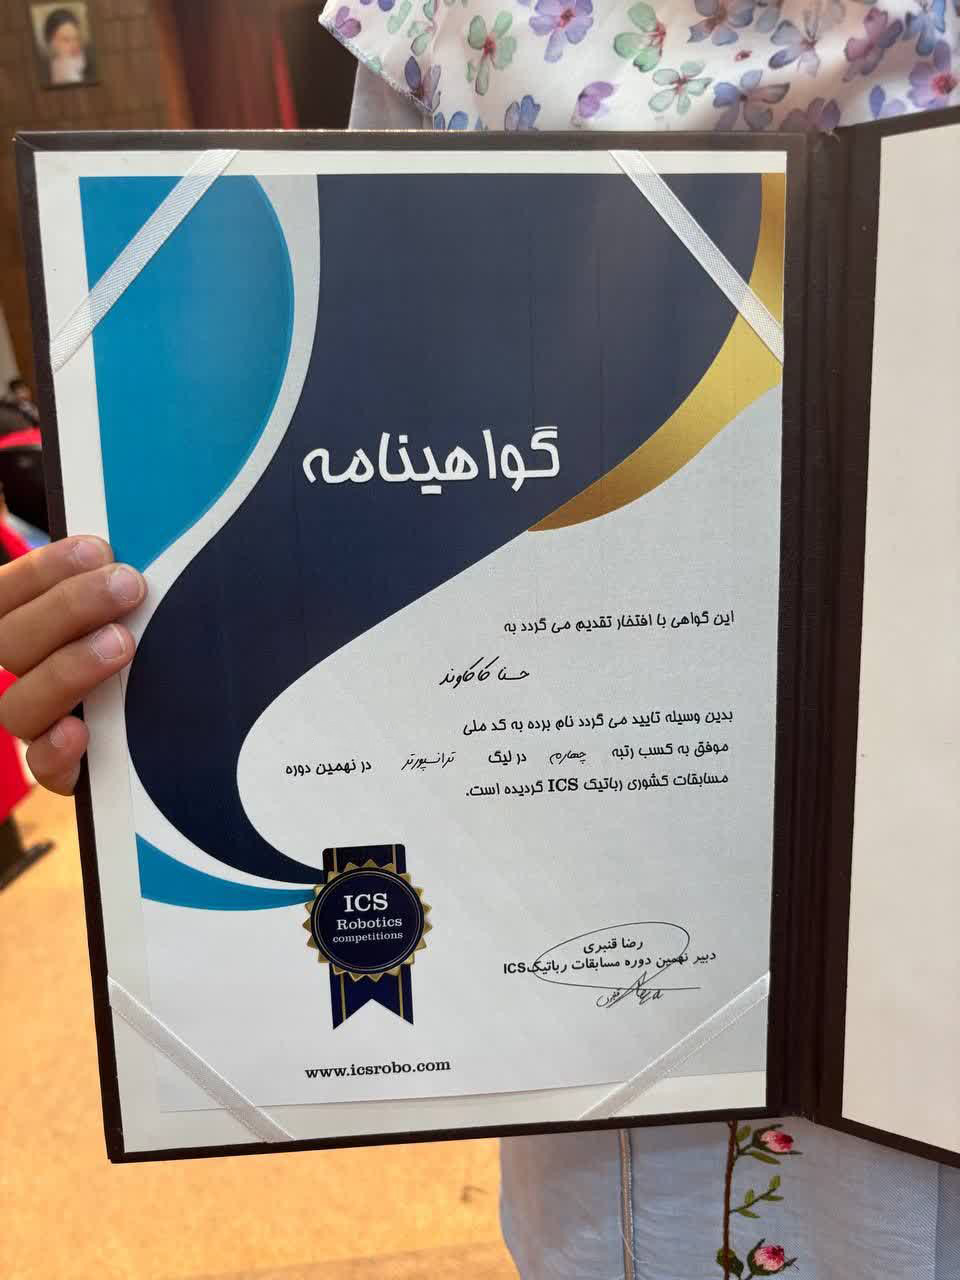 گواهینامه
این گواهی با افتخار تقدیم می گردد به
حسنا کاکاوند
بدین وسیله تایید می گردد نام برده به کد ملی
موفق به کسب رتبه چهارم در لیگ ترانسپورتر در نهمین دوره
مسابقات کشوری رباتیک ICS گردیده است.
ICS
Robotics
competitions
رضا قنبری
دبیر نهمین دوره مسابقات رباتیک ICS
www.icsrobo.com